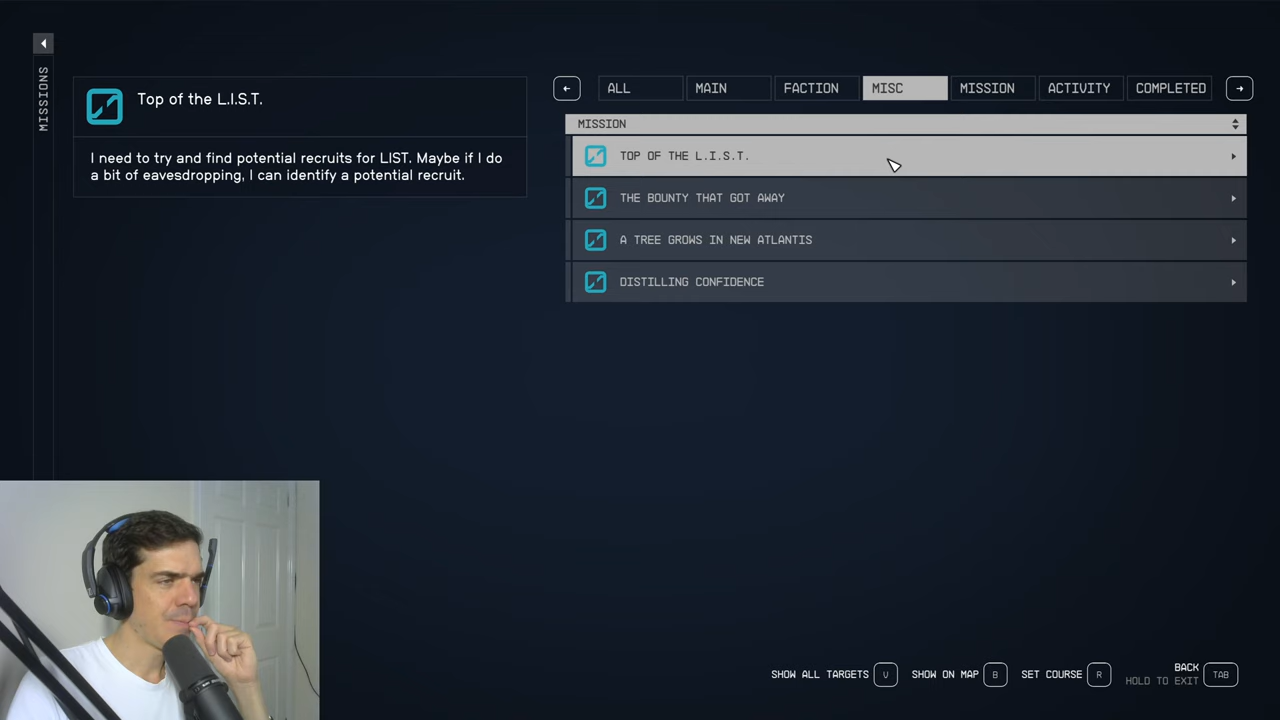 MISSIONS
Top of the L.I.S.T.
I need to try and find potential recruits for LIST. Maybe if I do
a bit of eavesdropping, I can identify a potential recruit.
ALL
MAIN
FACTION
MISC
MISSION
ACTIVITY
COMPLETED
MISSION
TOP OF THE L.I.S.T.
THE BOUNTY THAT GOT AWAY
A TREE GROWS IN NEW ATLANTIS
DISTILLING CONFIDENCE
SHOW ALL TARGETS V
SHOW ON MAP B
SET COURSE R
BACK
HOLD TO EXIT
TAB